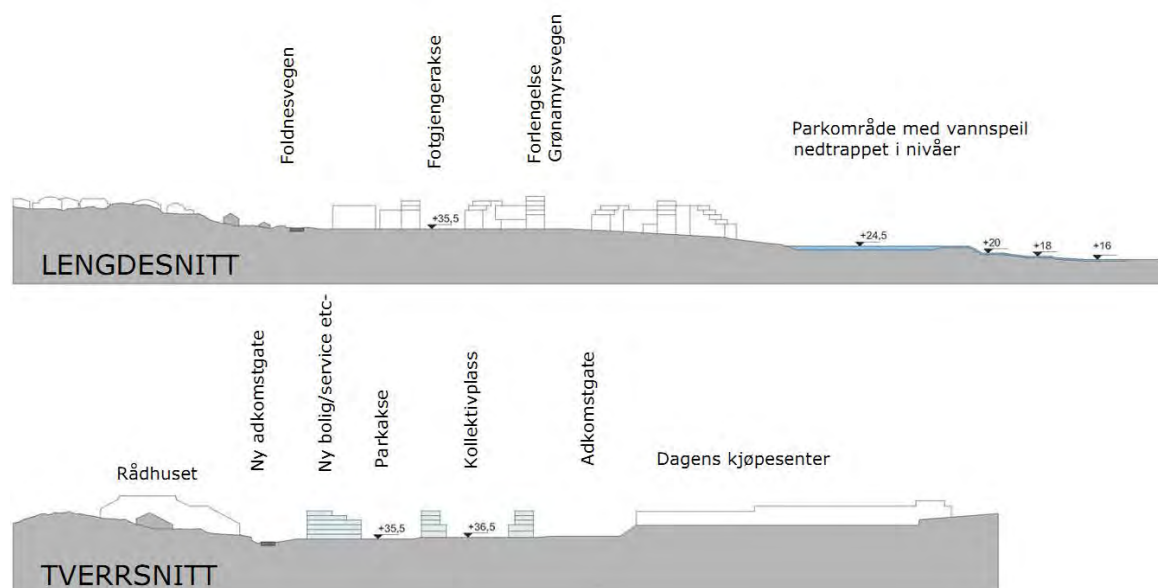 Foldnesvegen
Fotgjengerakse
Forlengelse
Grønamyrsvegen
Parkområde med vannspeil
nedtrappet i nivåer
+35,5
+24,5
+20
+18
+16
LENGDESNITT
Rådhuset
Ny adkomstgate
Ny bolig/service etc-
Parkakse
Kollektivplass
Adkomstgate
Dagens kjøpesenter
+35,5
+36,5
TVERRSNITT